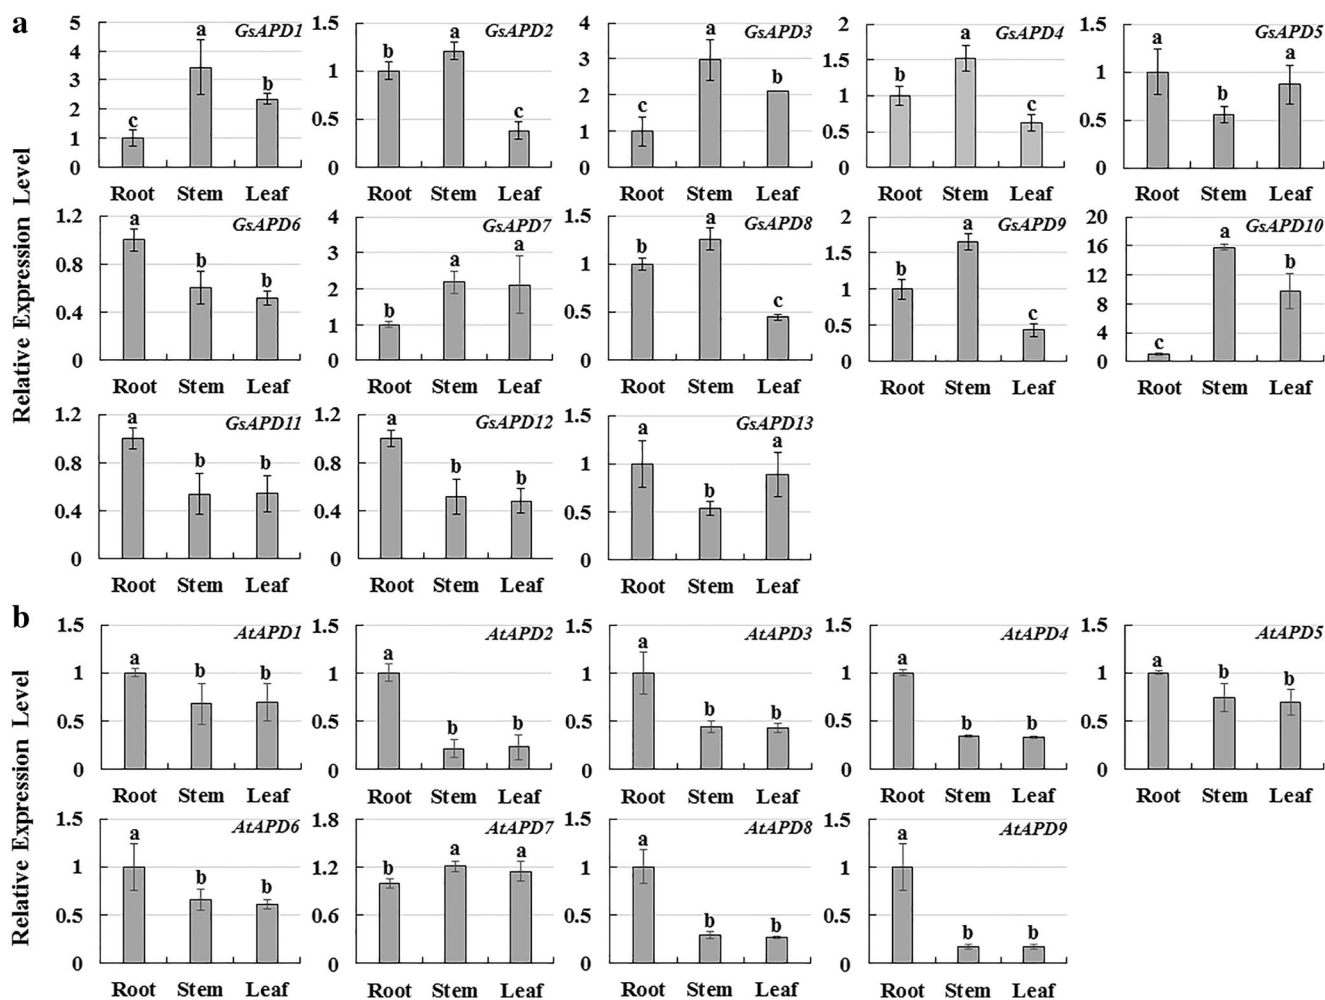 a
Relative Expression Level
GsAPD1
5
4
3
2
1
0
c
a
b
Root Stem Leaf
GsAPD2
1.5
1
0.5
0
b
a
c
Root Stem Leaf
GsAPD3
4
3
2
1
0
c
a
b
Root Stem Leaf
GsAPD4
2
1.5
1
0.5
0
b
a
c
Root Stem Leaf
GsAPD5
1.5
1
0.5
0
a
b
a
Root Stem Leaf
GsAPD6
1.2
0.8
0.4
0
a
b
b
Root Stem Leaf
GsAPD7
4
3
2
1
0
b
a
a
Root Stem Leaf
GsAPD8
1.5
1
0.5
0
b
a
c
Root Stem Leaf
GsAPD9
2
1.5
1
0.5
0
b
a
c
Root Stem Leaf
GsAPD10
20
16
12
8
4
0
c
a
b
Root Stem Leaf
GsAPD11
1.2
0.8
0.4
0
a
b
b
Root Stem Leaf
GsAPD12
1.2
0.8
0.4
0
a
b
b
Root Stem Leaf
GsAPD13
1.5
1
0.5
0
a
b
a
Root Stem Leaf
b
Relative Expression Level
AtAPD1
1.5
1
0.5
0
a
b
b
Root Stem Leaf
AtAPD2
1.5
1
0.5
0
a
b
b
Root Stem Leaf
AtAPD3
1.5
1
0.5
0
a
b
b
Root Stem Leaf
AtAPD4
1.5
1
0.5
0
a
b
b
Root Stem Leaf
AtAPD5
1.5
1
0.5
0
a
b
b
Root Stem Leaf
AtAPD6
1.5
1
0.5
0
a
b
b
Root Stem Leaf
AtAPD7
1.8
1.2
0.6
0
b
a
a
Root Stem Leaf
AtAPD8
1.5
1
0.5
0
a
b
b
Root Stem Leaf
AtAPD9
1.5
1
0.5
0
a
b
b
Root Stem Leaf